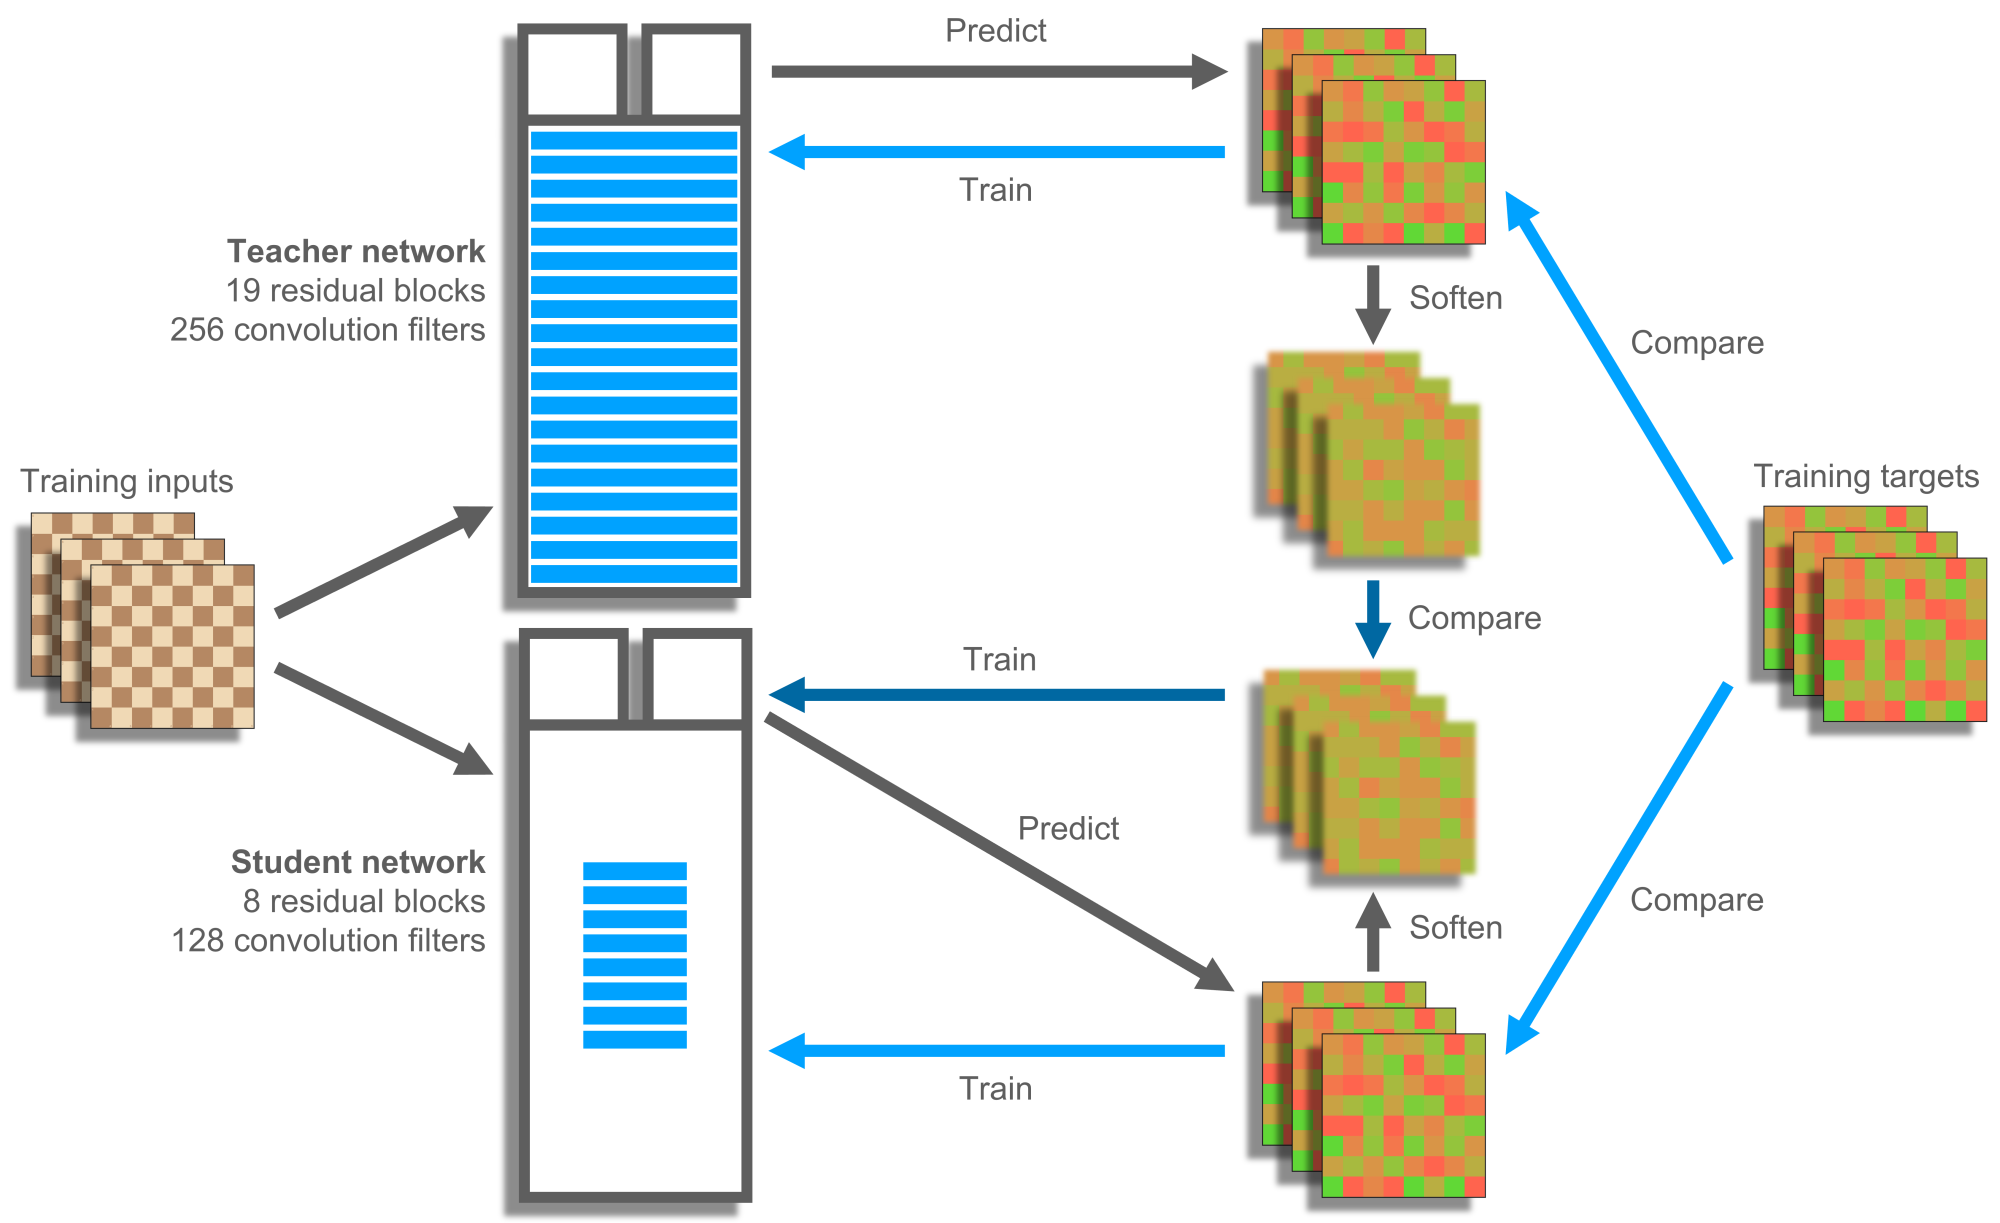 Predict
Train
Teacher network
19 residual blocks
256 convolution filters
Soften
Compare
Training inputs
Training targets
Compare
Train
Predict
Student network
8 residual blocks
128 convolution filters
Compare
Soften
Train